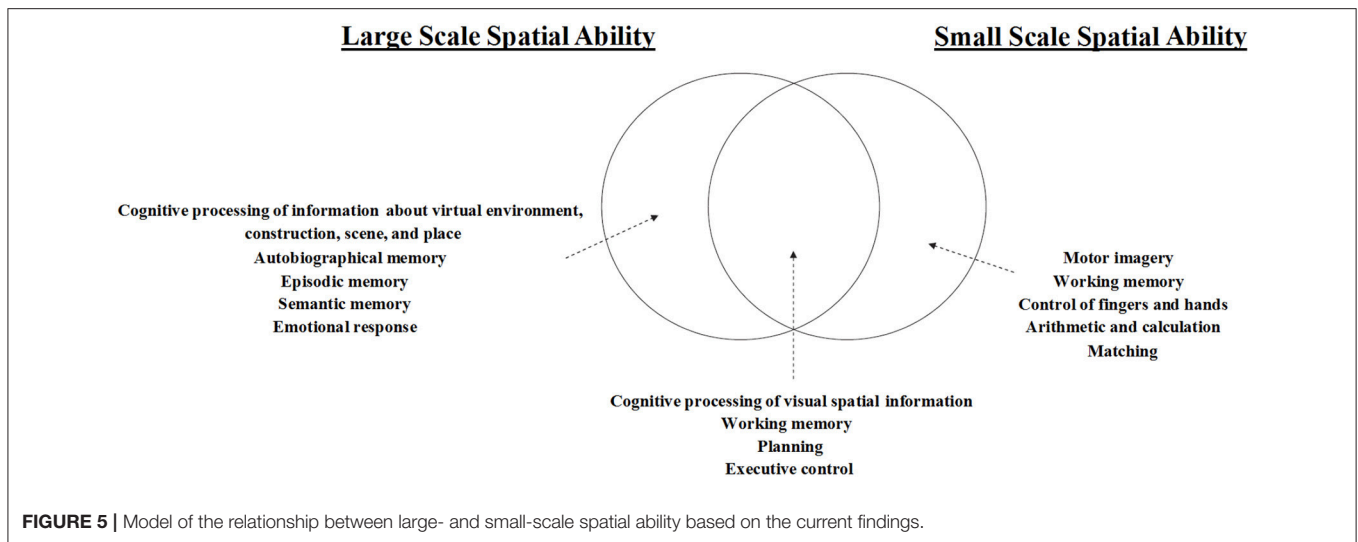 Large Scale Spatial Ability
Small Scale Spatial Ability
Cognitive processing of information about virtual environment,
construction, scene, and place
Autobiographical memory
Episodic memory
Semantic memory
Emotional response
Motor imagery
Working memory
Control of fingers and hands
Arithmetic and calculation
Matching
Cognitive processing of visual spatial information
Working memory
Planning
Executive control
FIGURE 5 | Model of the relationship between large- and small-scale spatial ability based on the current findings.